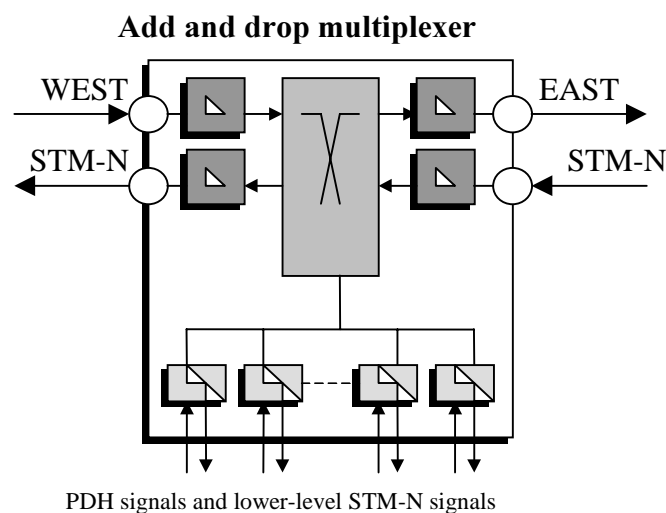 Add and drop multiplexer
WEST
EAST
STM-N
STM-N
PDH signals and lower-level STM-N signals